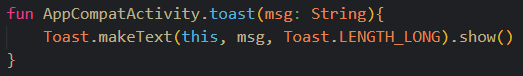 fun AppCompatActivity.toast(msg: String){
    Toast.makeText(this, msg, Toast.LENGTH_LONG).show()
}